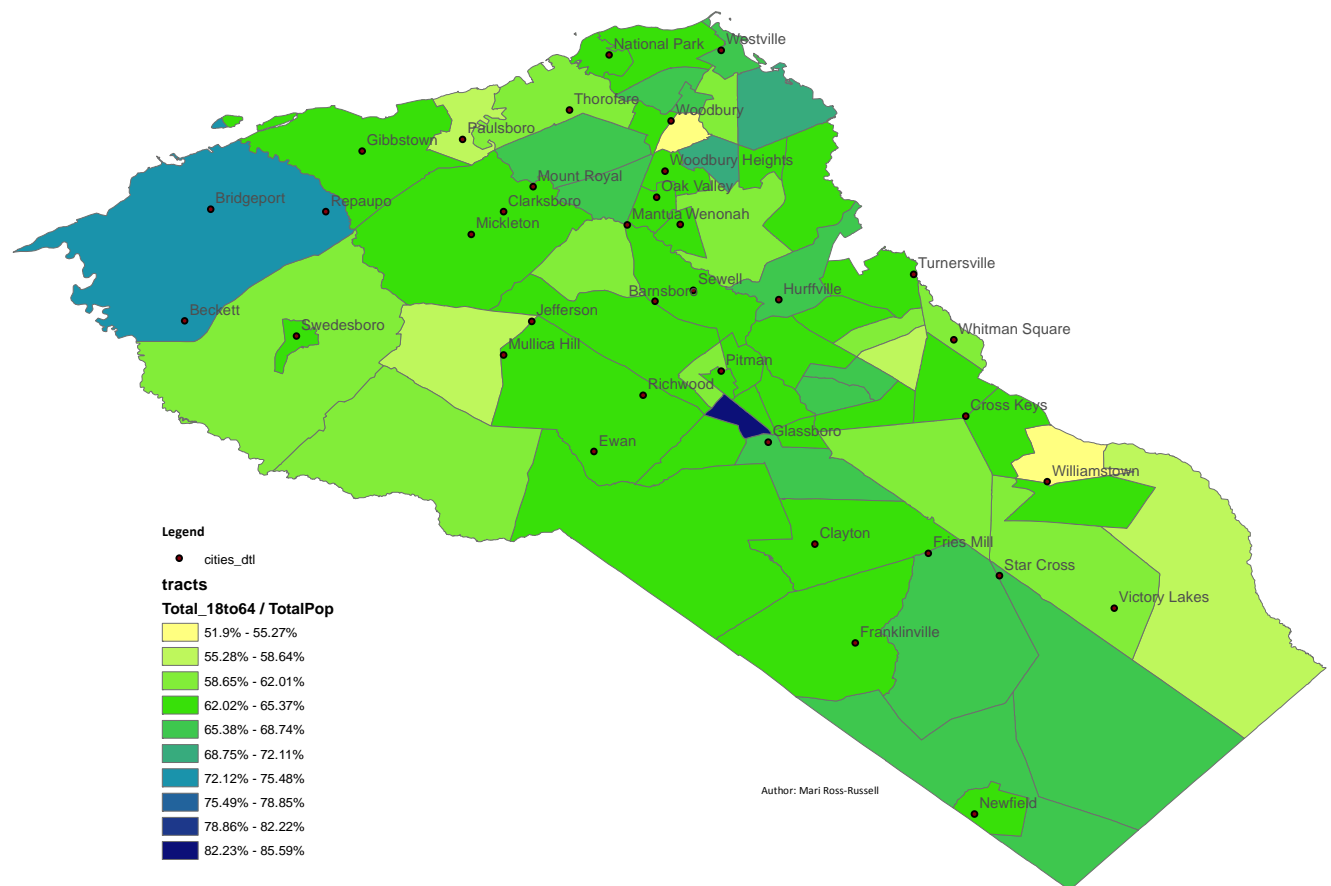 National Park
Westville
Thorofare
Woodbury
Paulsboro
Gibbstown
Woodbury Heights
Mount Royal
Oak Valley
Bridgeport
Repaupo
Clarksboro
Mantua
Wenonah
Mickleton
Turnersville
Sewell
Barnsboro
Hurffville
Beckett
Swedesboro
Jefferson
Whitman Square
Mullica Hill
Pitman
Richwood
Cross Keys
Glassboro
Ewan
Williamstown
Clayton
Fries Mill
Star Cross
Victory Lakes
Franklinville
Newfield
Legend
cities_dtl
tracts
Total_18to64 / TotalPop
51.9% - 55.27%
55.28% - 58.64%
58.65% - 62.01%
62.02% - 65.37%
65.38% - 68.74%
68.75% - 72.11%
72.12% - 75.48%
75.49% - 78.85%
78.86% - 82.22%
82.23% - 85.59%
Author: Mari Ross-Russell